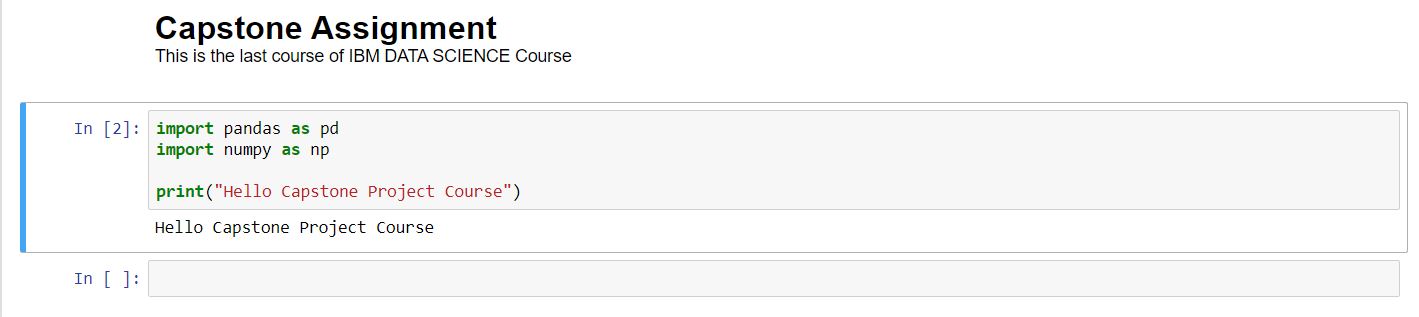 Capstone Assignment
This is the last course of IBM DATA SCIENCE Course
In [2]:
import pandas as pd
import numpy as np
print("Hello Capstone Project Course")
Hello Capstone Project Course
In [ ]: